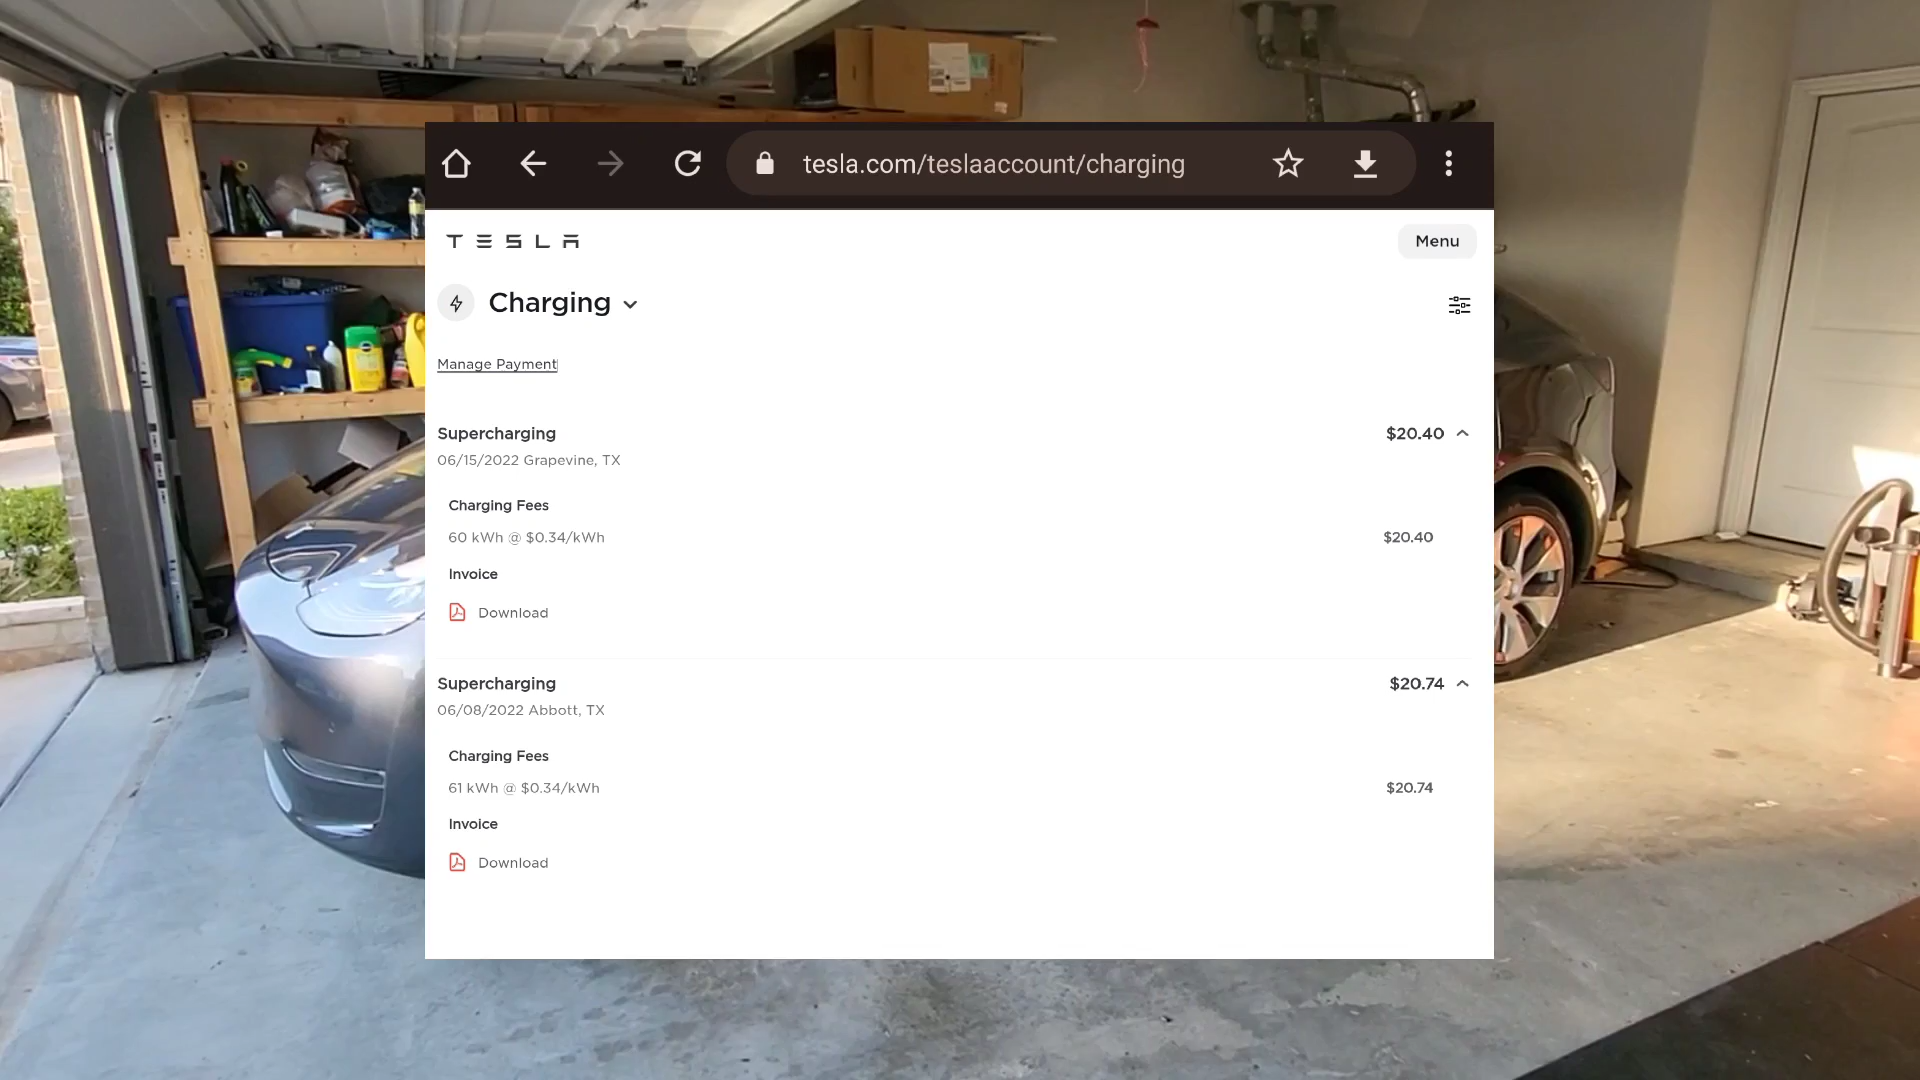 tesla.com/teslaaccount/charging
TESLA
Menu
Charging
Manage Payment
Supercharging $20.40
06/15/2022 Grapevine, TX
Charging Fees
60 kWh @ $0.34/kWh $20.40
Invoice
Download
Supercharging $20.74
06/08/2022 Abbott, TX
Charging Fees
61 kWh @ $0.34/kWh $20.74
Invoice
Download